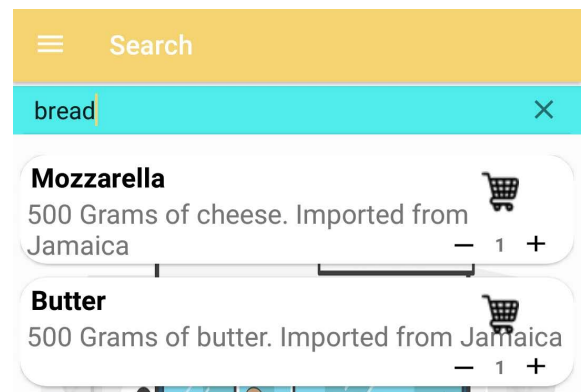 Search
bread
Mozzarella
500 Grams of cheese. Imported from
Jamaica
1
Butter
500 Grams of butter. Imported from Jamaica
1